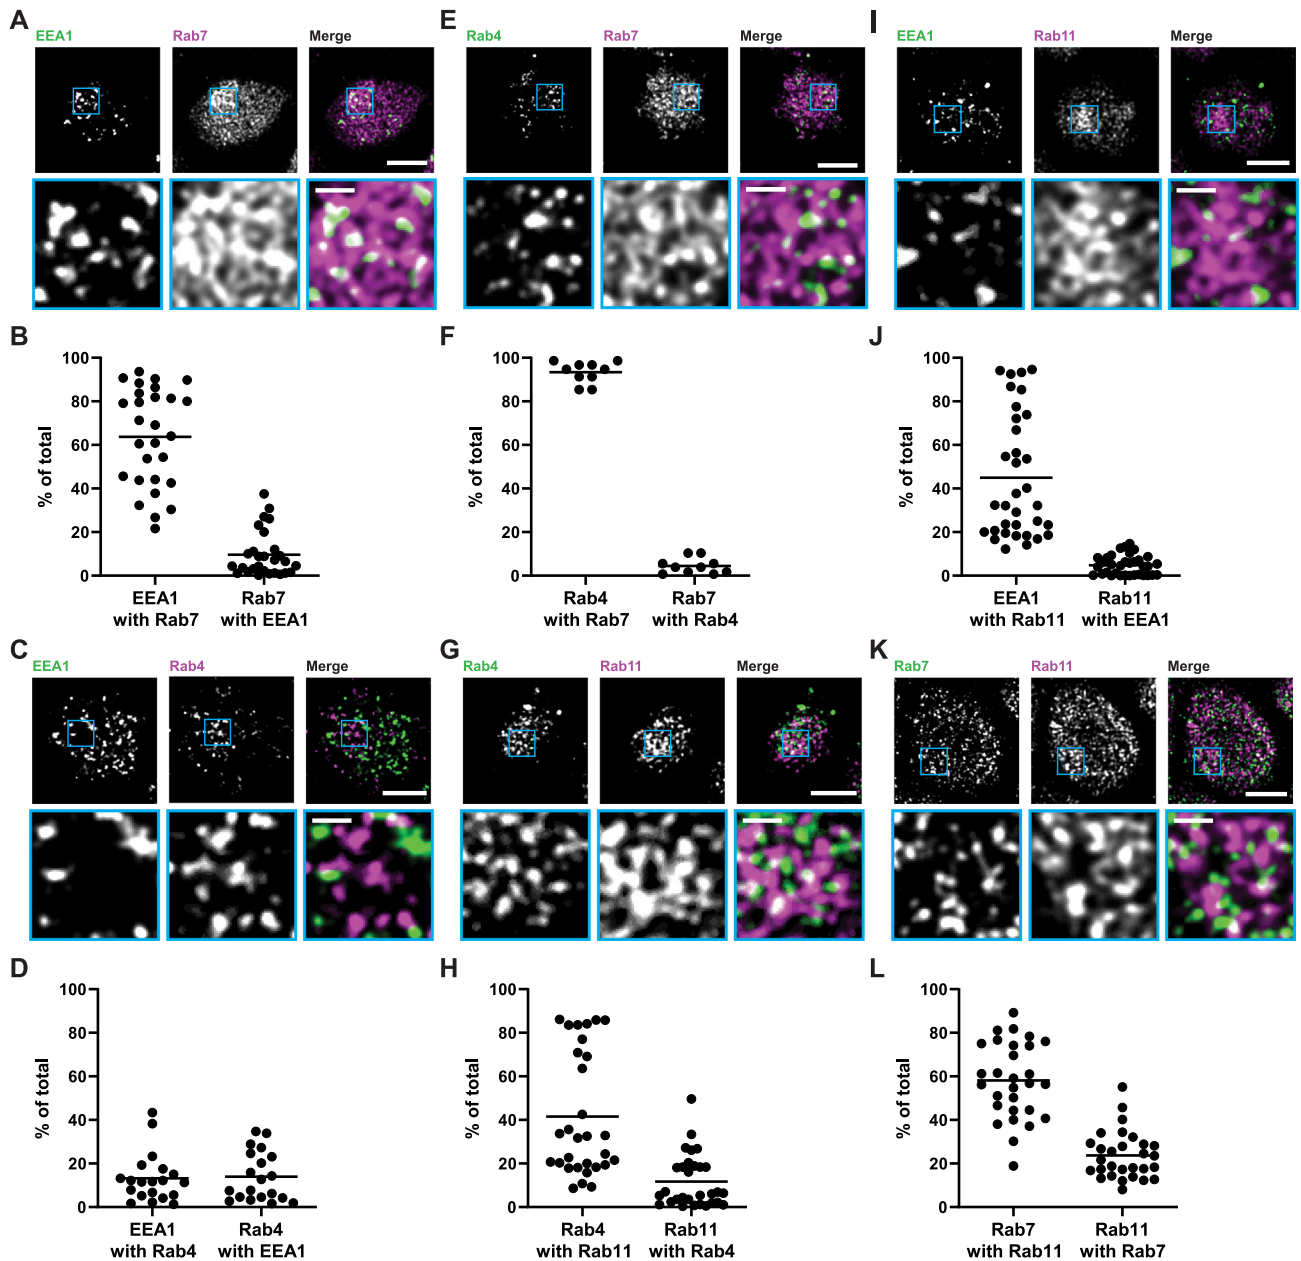 A
E
I
EEA1 Rab7 Merge
Rab4 Rab7 Merge
EEA1 Rab11 Merge
B
F
J
100
80
60
40
20
0
% of total
EEA1 with Rab7
Rab7 with EEA1
100
80
60
40
20
0
% of total
Rab4 with Rab7
Rab7 with Rab4
100
80
60
40
20
0
% of total
EEA1 with Rab11
Rab11 with EEA1
C
G
K
EEA1 Rab4 Merge
Rab4 Rab11 Merge
Rab7 Rab11 Merge
D
H
L
100
80
60
40
20
0
% of total
EEA1 with Rab4
Rab4 with EEA1
100
80
60
40
20
0
% of total
Rab4 with Rab11
Rab11 with Rab4
100
80
60
40
20
0
% of total
Rab7 with Rab11
Rab11 with Rab7